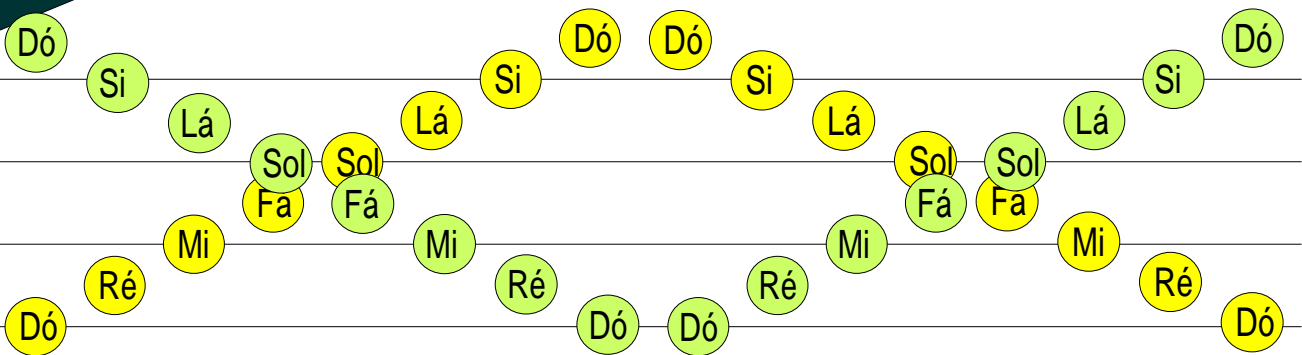 Dó Dó Dó Dó
Si Si Si Si
Lá Lá Lá Lá
Sol Sol Sol Sol
Fa Fá Fá Fa
Mi Mi Mi Mi
Ré Ré Ré Ré
Dó Dó Dó Dó